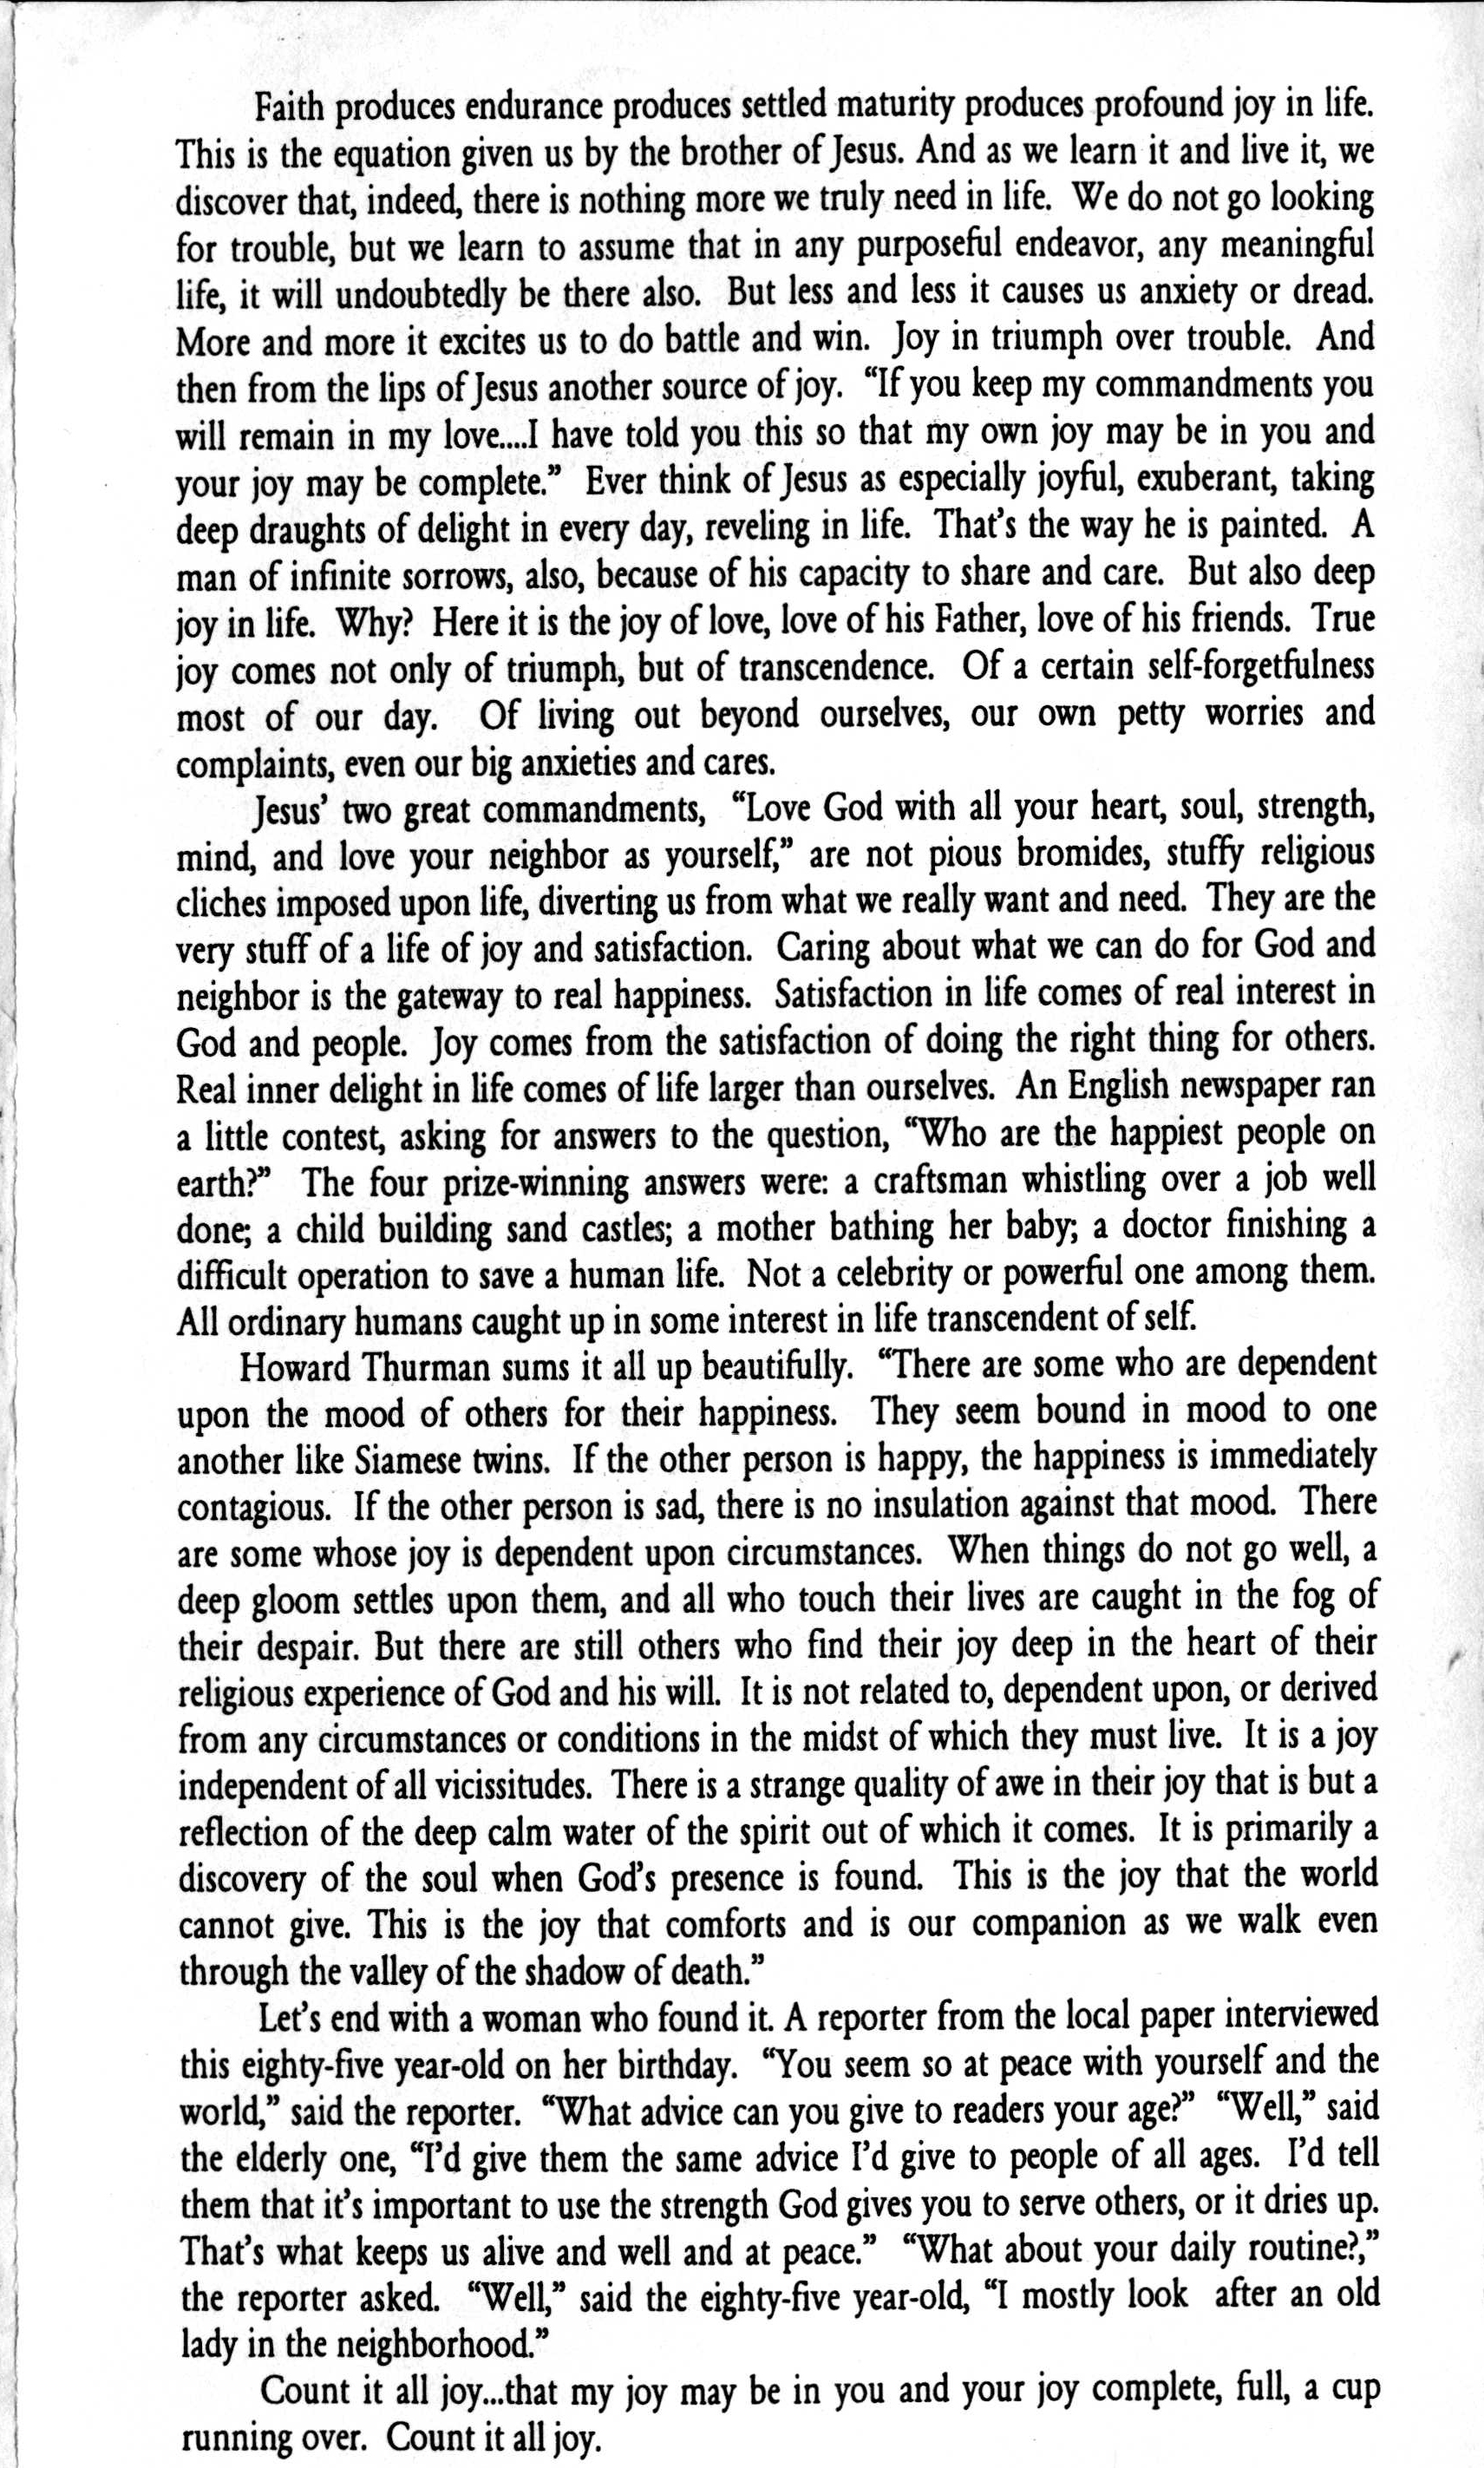 Faith produces endurance produces settled maturity produces profound joy in life.
This is the equation given us by the brother of Jesus. And as we learn it and live it, we
discover that, indeed, there is nothing more we truly need in life. We do not go looking
for trouble, but we learn to assume that in any purposeful endeavor, any meaningful
life, it will undoubtedly be there also. But less and less it causes us anxiety or dread.
More and more it excites us to do battle and win. Joy in triumph over trouble. And
then from the lips of Jesus another source of joy. “If you keep my commandments you
will remain in my love....I have told you this so that my own joy may be in you and
your joy may be complete.” Ever think of Jesus as especially joyful, exuberant, taking
deep draughts of delight in every day, reveling in life. That’s the way he is painted. A
man of infinite sorrows, also, because of his capacity to share and care. But also deep
joy in life. Why? Here it is the joy of love, love of his Father, love of his friends. True
joy comes not only of triumph, but of transcendence. Of a certain self-forgetfulness
most of our day. Of living out beyond ourselves, our own petty worries and
complaints, even our big anxieties and cares.
Jesus’ two great commandments, “Love God with all your heart, soul, strength,
mind, and love your neighbor as yourself,” are not pious bromides, stuffy religious
cliches imposed upon life, diverting us from what we really want and need. They are the
very stuff of a life of joy and satisfaction. Caring about what we can do for God and
neighbor is the gateway to real happiness. Satisfaction in life comes of real interest in
God and people. Joy comes from the satisfaction of doing the right thing for others.
Real inner delight in life comes of life larger than ourselves. An English newspaper ran
a little contest, asking for answers to the question, “Who are the happiest people on
earth?” The four prize-winning answers were: a craftsman whistling over a job well
done; a child building sand castles; a mother bathing her baby; a doctor finishing a
difficult operation to save a human life. Not a celebrity or powerful one among them.
All ordinary humans caught up in some interest in life transcendent of self.
Howard Thurman sums it all up beautifully. “There are some who are dependent
upon the mood of others for their happiness. They seem bound in mood to one
another like Siamese twins. If the other person is happy, the happiness is immediately
contagious. If the other person is sad, there is no insulation against that mood. There
are some whose joy is dependent upon circumstances. When things do not go well, a
deep gloom settles upon them, and all who touch their lives are caught in the fog of
their despair. But there are still others who find their joy deep in the heart of their
religious experience of God and his will. It is not related to, dependent upon, or derived
from any circumstances or conditions in the midst of which they must live. It is a joy
independent of all vicissitudes. There is a strange quality of awe in their joy that is but a
reflection of the deep calm water of the spirit out of which it comes. It is primarily a
discovery of the soul when God’s presence is found. This is the joy that the world
cannot give. This is the joy that comforts and is our companion as we walk even
through the valley of the shadow of death.”
Let’s end with a woman who found it. A reporter from the local paper interviewed
this eighty-five year-old on her birthday. “You seem so at peace with yourself and the
world,” said the reporter. “What advice can you give to readers your age?” “Well,” said
the elderly one, “I’d give them the same advice I’d give to people of all ages. I’d tell
them that it’s important to use the strength God gives you to serve others, or it dries up.
That’s what keeps us alive and well and at peace.” “What about your daily routine?,”
the reporter asked. “Well,” said the eighty-five year-old, “I mostly look after an old
lady in the neighborhood.”
Count it all joy...that my joy may be in you and your joy complete, full, a cup
running over. Count it all joy.